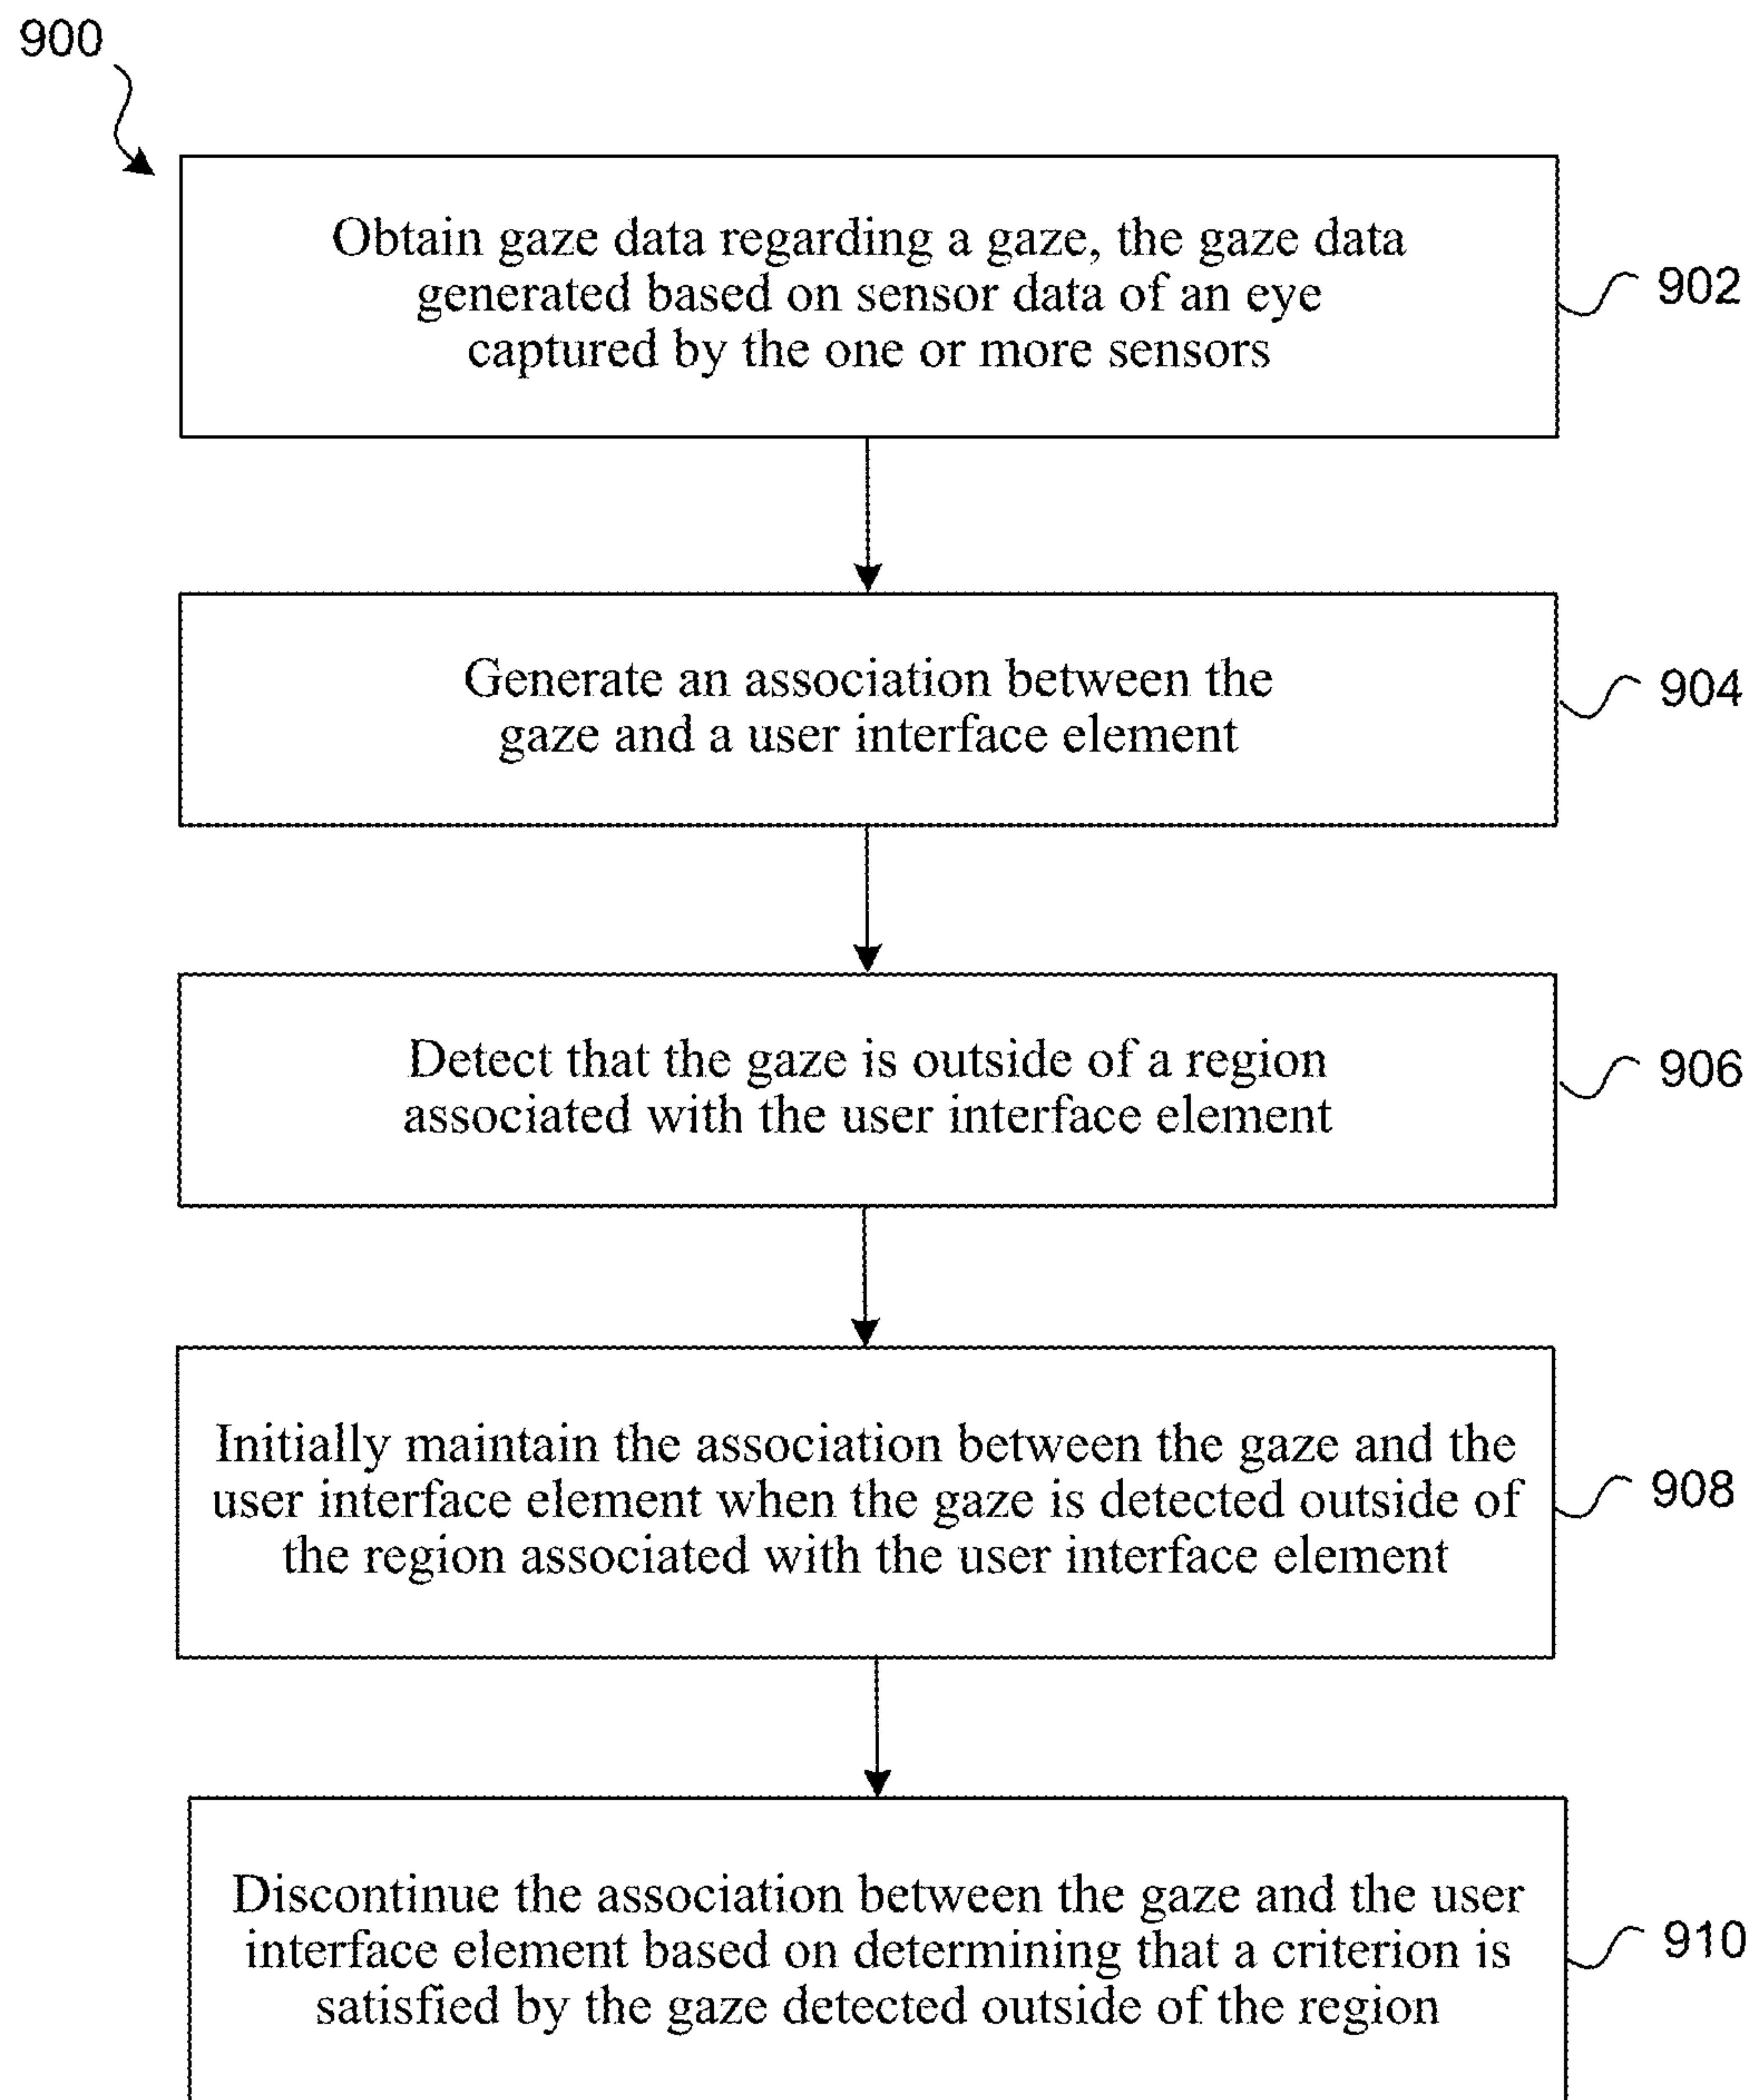 900
Obtain gaze data regarding a gaze, the gaze data
generated based on sensor data of an eye
captured by the one or more sensors
902
Generate an association between the
gaze and a user interface element
904
Detect that the gaze is outside of a region
associated with the user interface element
906
Initially maintain the association between the gaze and the
user interface element when the gaze is detected outside of
the region associated with the user interface element
908
Discontinue the association between the gaze and the user
interface element based on determining that a criterion is
satisfied by the gaze detected outside of the region
910